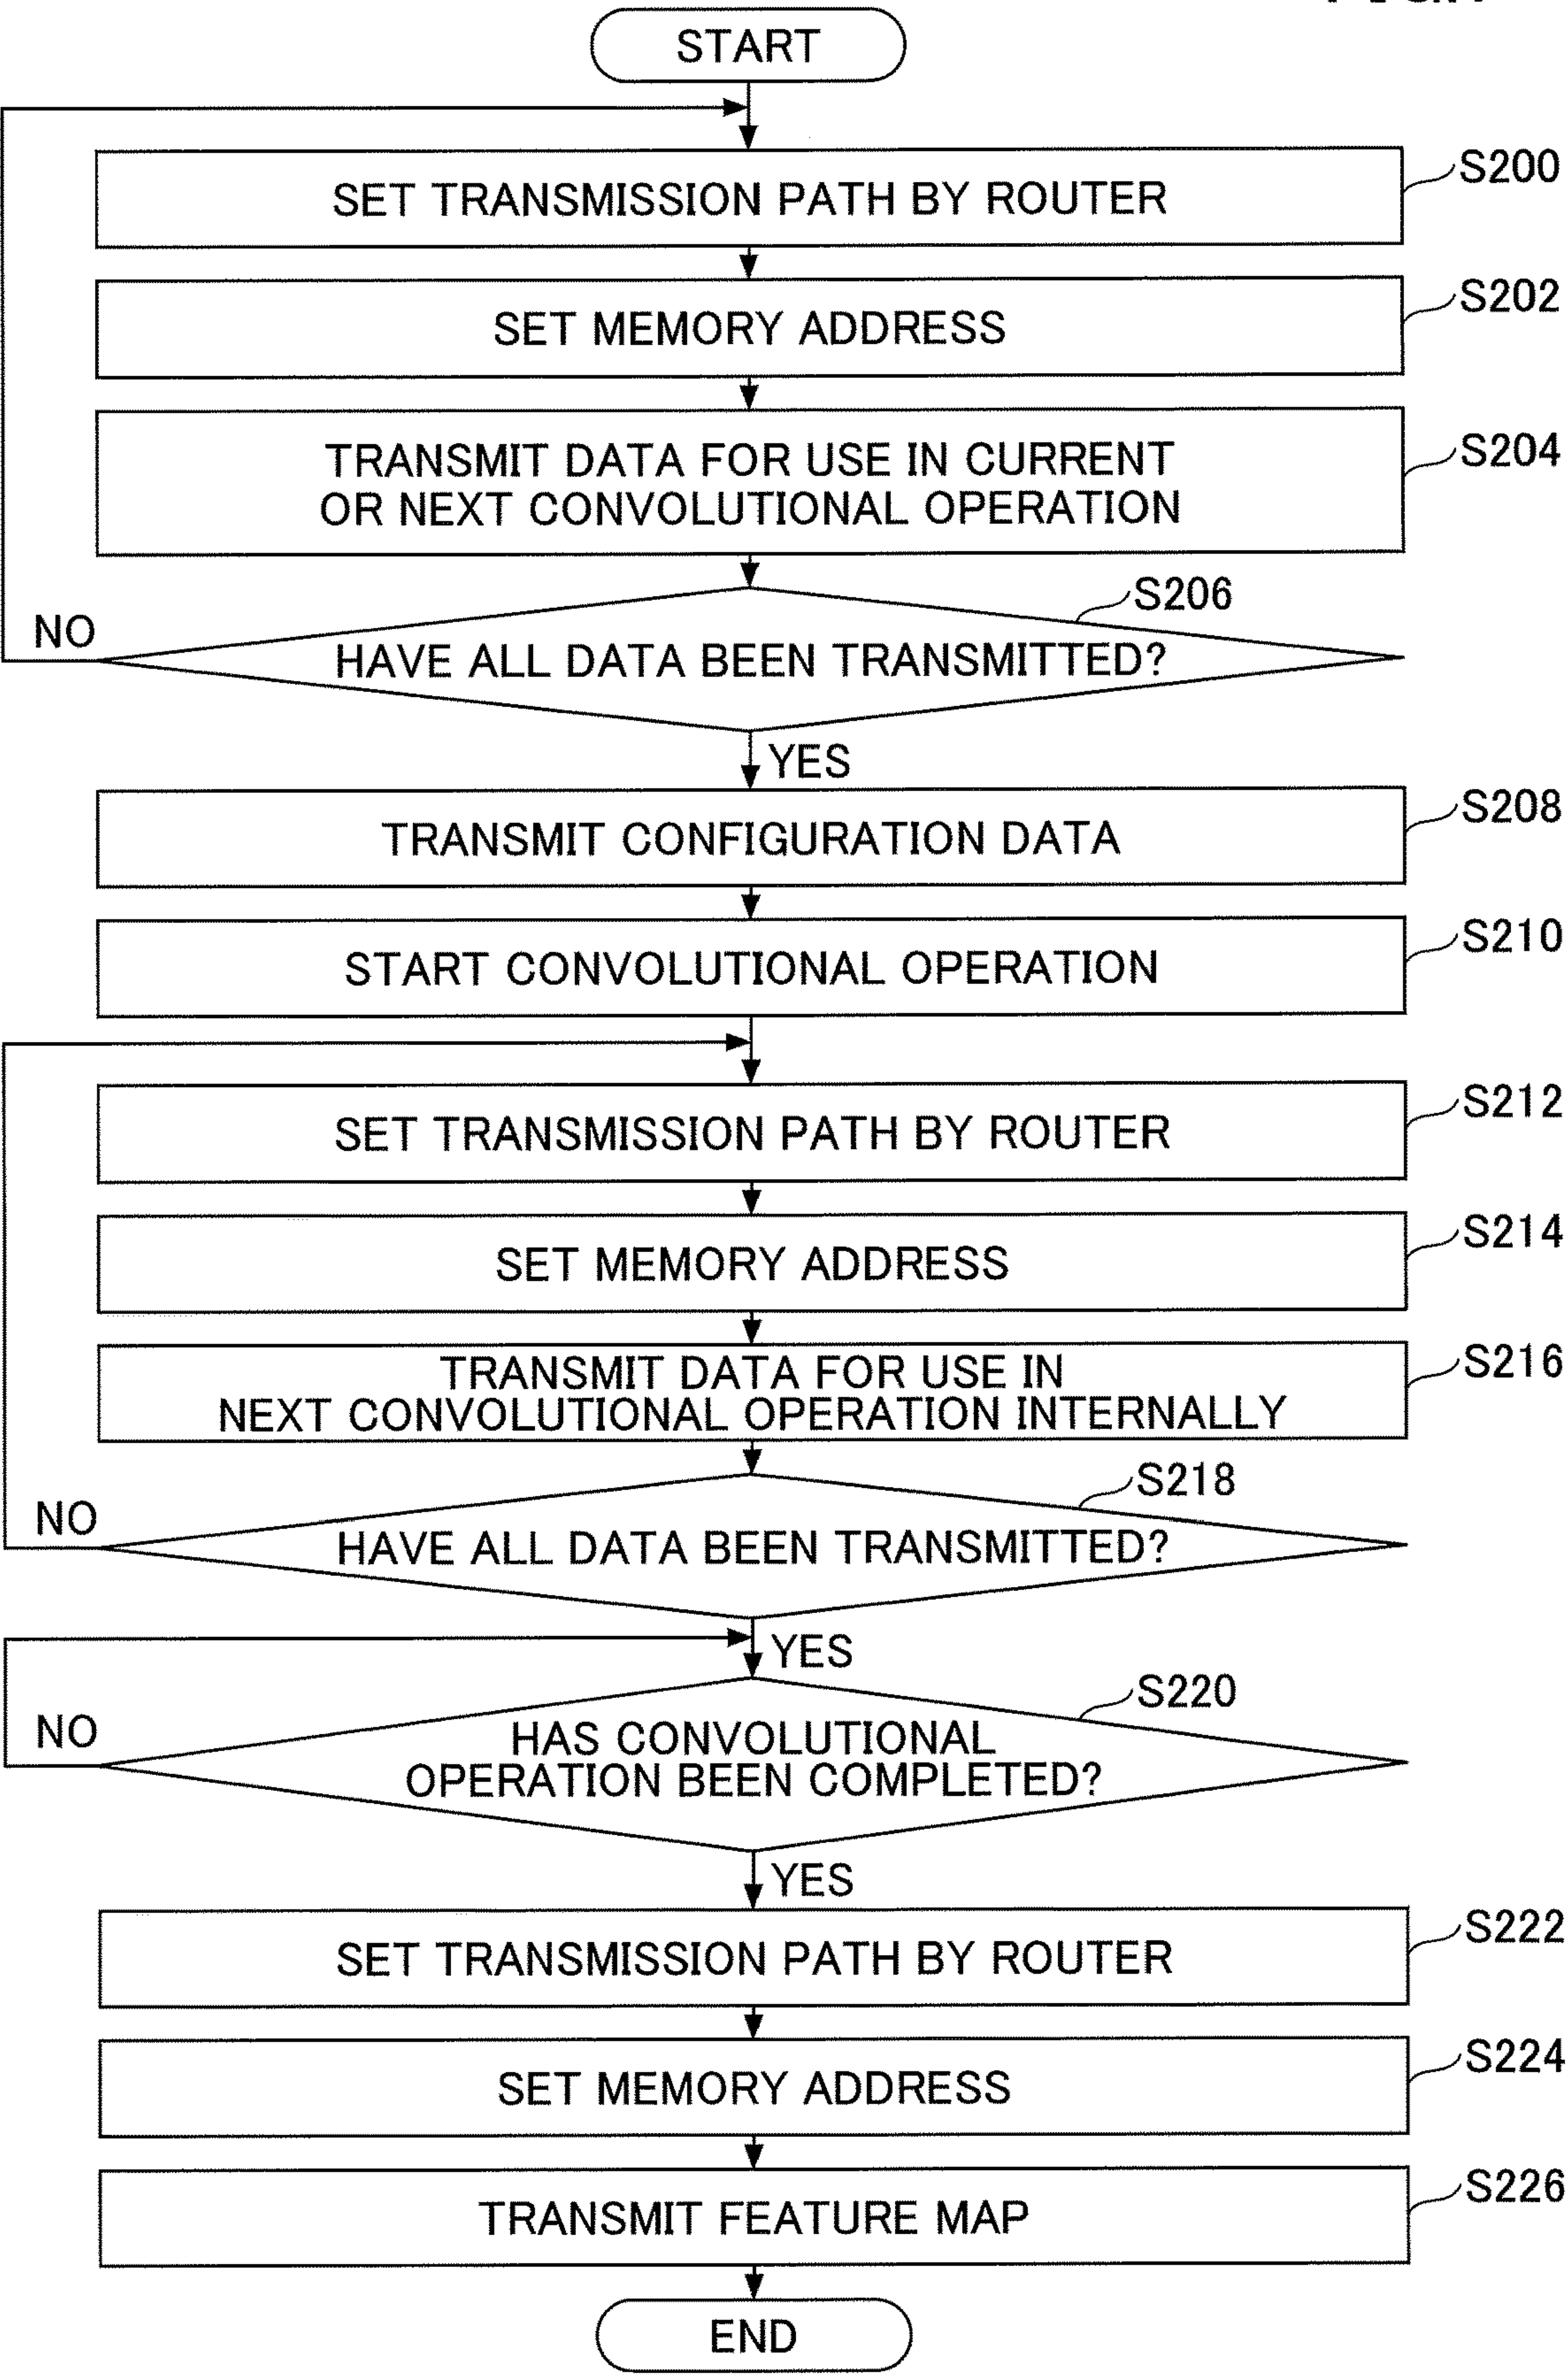 START
SET TRANSMISSION PATH BY ROUTER
S200
SET MEMORY ADDRESS
S202
TRANSMIT DATA FOR USE IN CURRENT
OR NEXT CONVOLUTIONAL OPERATION
S204
S206
NO
HAVE ALL DATA BEEN TRANSMITTED?
YES
TRANSMIT CONFIGURATION DATA
S208
START CONVOLUTIONAL OPERATION
S210
SET TRANSMISSION PATH BY ROUTER
S212
SET MEMORY ADDRESS
S214
TRANSMIT DATA FOR USE IN
NEXT CONVOLUTIONAL OPERATION INTERNALLY
S216
S218
NO
HAVE ALL DATA BEEN TRANSMITTED?
YES
S220
NO
HAS CONVOLUTIONAL
OPERATION BEEN COMPLETED?
YES
SET TRANSMISSION PATH BY ROUTER
S222
SET MEMORY ADDRESS
S224
TRANSMIT FEATURE MAP
S226
END